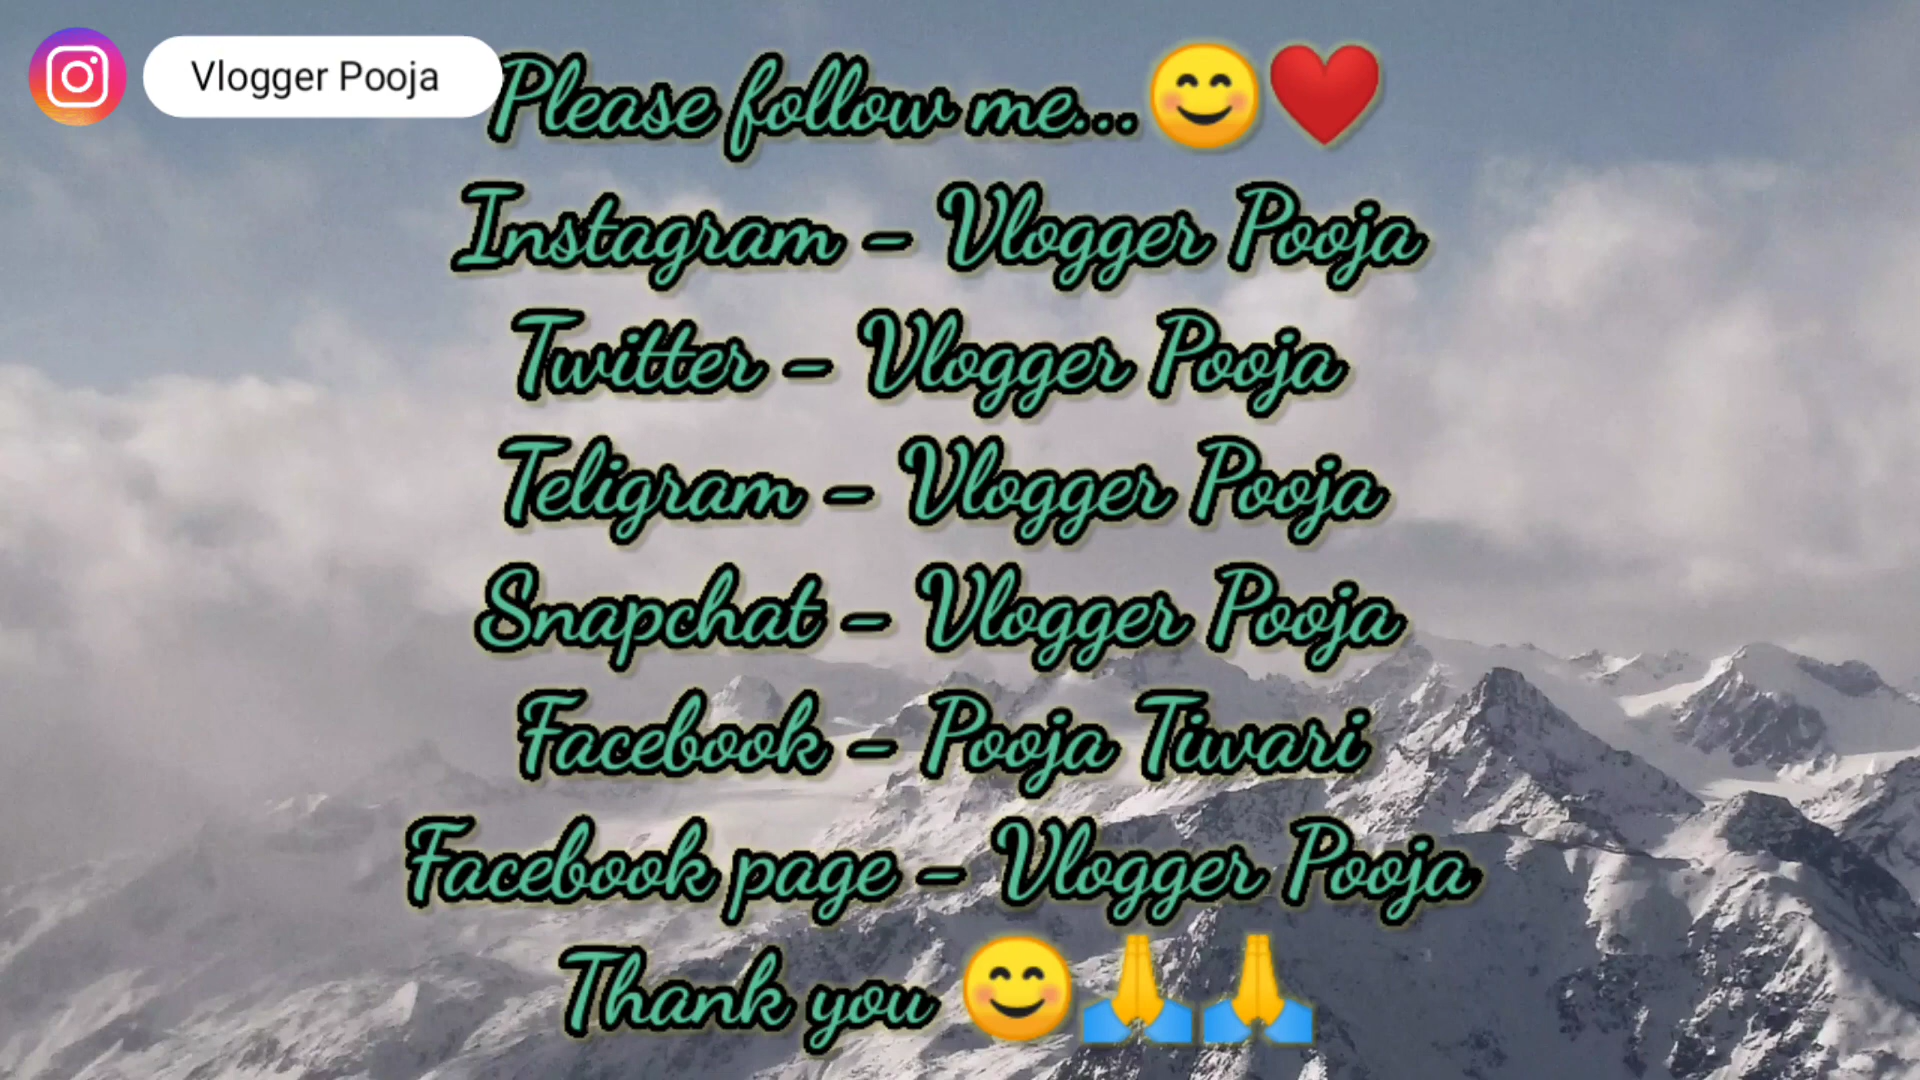 Vlogger Pooja
Please follow me...😊❤️
Instagram - Vlogger Pooja
Twitter - Vlogger Pooja
Teligram - Vlogger Pooja
Snapchat - Vlogger Pooja
Facebook - Pooja Tiwari
Facebook page - Vlogger Pooja
Thank you 😊🙏🙏